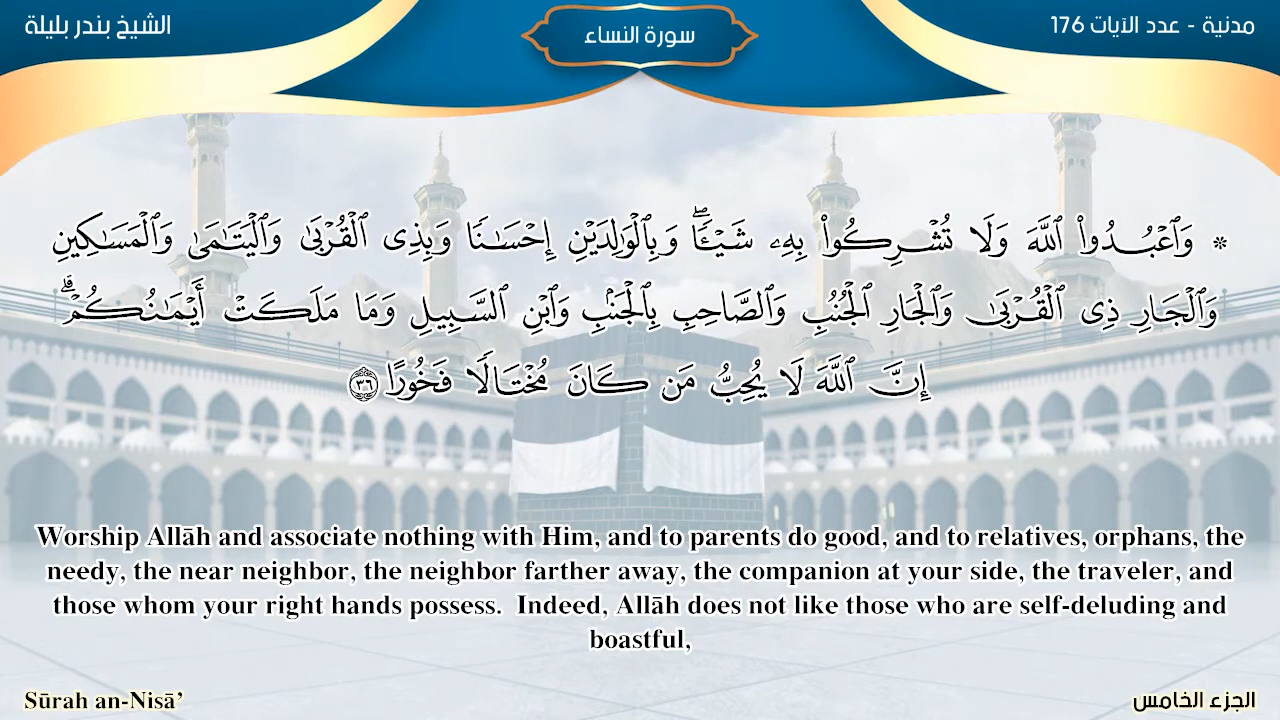 مدنية - عدد الآيات 176
سورة النساء
الشيخ بندر بليلة
۞ وَٱعْبُدُوا۟ ٱللَّهَ وَلَا تُشْرِكُوا۟ بِهِۦ شَيْـًٔا ۖ وَبِٱلْوَٰلِدَيْنِ إِحْسَـٰنًا وَبِذِى ٱلْقُرْبَىٰ وَٱلْيَتَـٰمَىٰ وَٱلْمَسَـٰكِينِ
وَٱلْجَارِ ذِى ٱلْقُرْبَىٰ وَٱلْجَارِ ٱلْجُنُبِ وَٱلصَّاحِبِ بِٱلْجَنۢبِ وَٱبْنِ ٱلسَّبِيلِ وَمَا مَلَكَتْ أَيْمَـٰنُكُمْ ۗ
إِنَّ ٱللَّهَ لَا يُحِبُّ مَن كَانَ مُخْتَالًا فَخُورًا ٣٦
Worship Allāh and associate nothing with Him, and to parents do good, and to relatives, orphans, the
needy, the near neighbor, the neighbor farther away, the companion at your side, the traveler, and
those whom your right hands possess.  Indeed, Allāh does not like those who are self-deluding and
boastful,
Sūrah an-Nisā’
الجزء الخامس